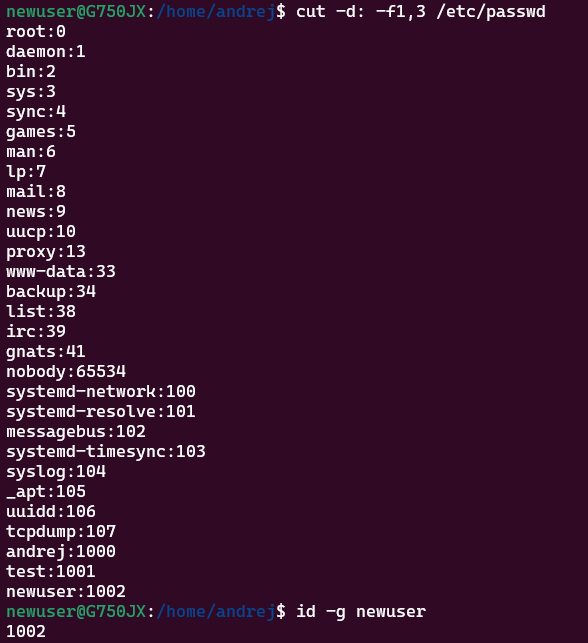 newuser@G750JX:/home/andrej$ cut -d: -f1,3 /etc/passwd
root:0
daemon:1
bin:2
sys:3
sync:4
games:5
man:6
lp:7
mail:8
news:9
uucp:10
proxy:13
www-data:33
backup:34
list:38
irc:39
gnats:41
nobody:65534
systemd-network:100
systemd-resolve:101
messagebus:102
systemd-timesync:103
syslog:104
_apt:105
uuidd:106
tcpdump:107
andrej:1000
test:1001
newuser:1002
newuser@G750JX:/home/andrej$ id -g newuser
1002